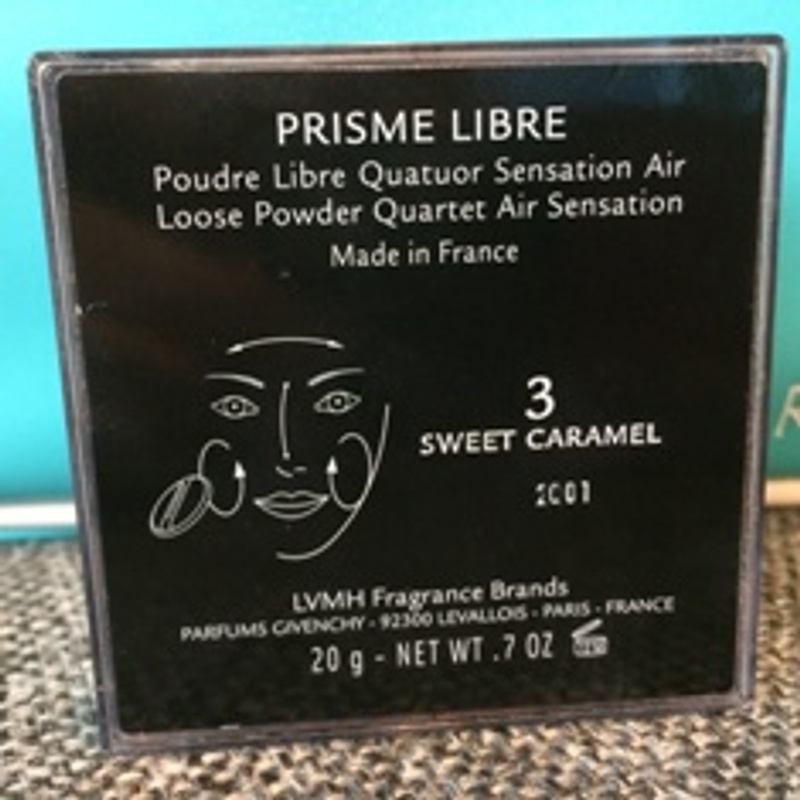 PRISME LIBRE
Poudre Libre Quatuor Sensation Air
Loose Powder Quartet Air Sensation
Made in France
3
SWEET CARAMEL
2C01
LVMH Fragrance Brands
PARFUMS GIVENCHY - 92300 LEVALLOIS - PARIS - FRANCE
20 g - NET WT .7 OZ
R